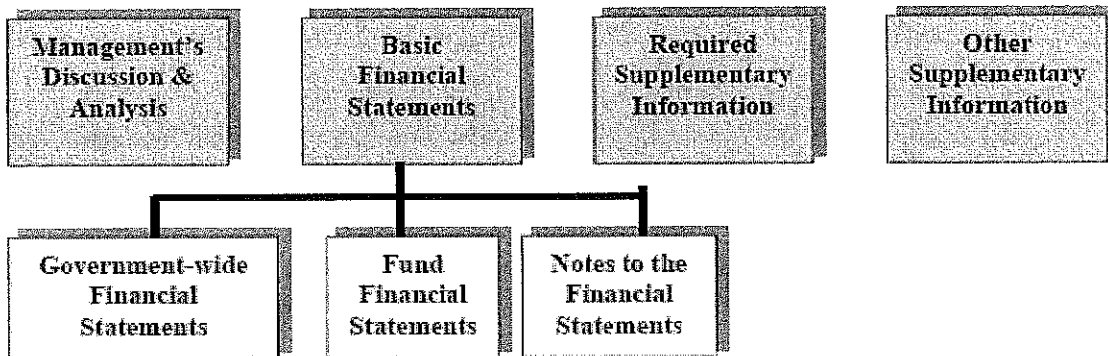 Management's
Discussion &
Analysis
Basic
Financial
Statements
Required
Supplementary
Information
Other
Supplementary
Information
Government-wide
Financial
Statements
Fund
Financial
Statements
Notes to the
Financial
Statements